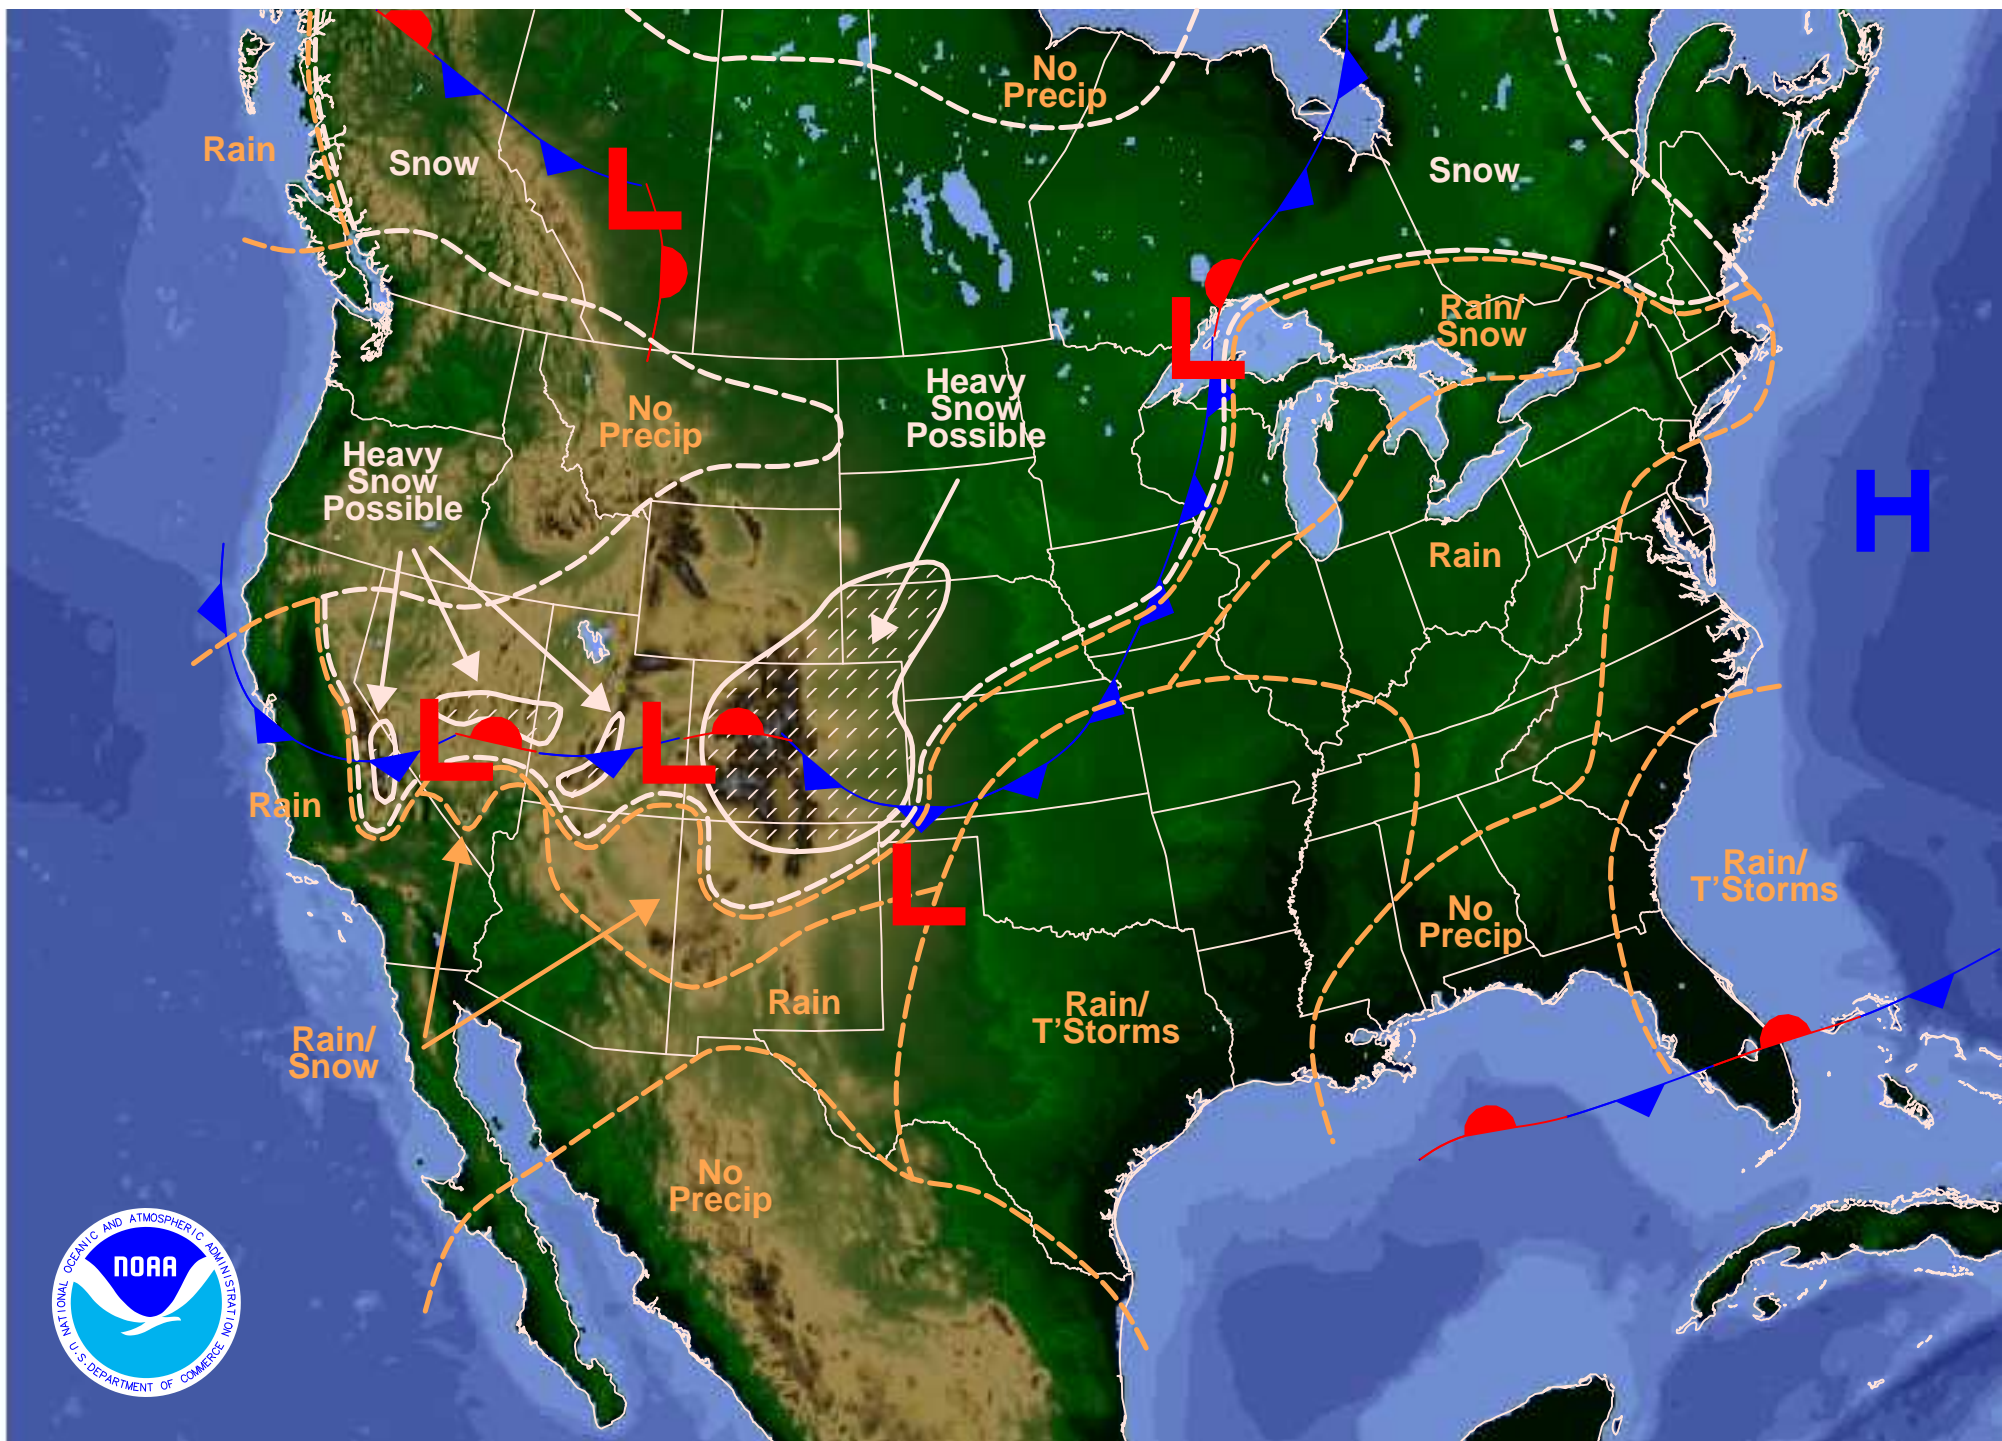 No
Precip
Rain
Snow
Snow
L
Rain/
Snow
L
Heavy
Snow
Possible
No
Precip
Heavy
Snow
Possible
H
Rain
L
L
Rain
L
Rain/
T'Storms
No
Precip
Rain
Rain/
T'Storms
Rain/
Snow
No
Precip
NATIONAL OCEANIC AND ATMOSPHERIC ADMINISTRATION
NOAA
U.S. DEPARTMENT OF COMMERCE